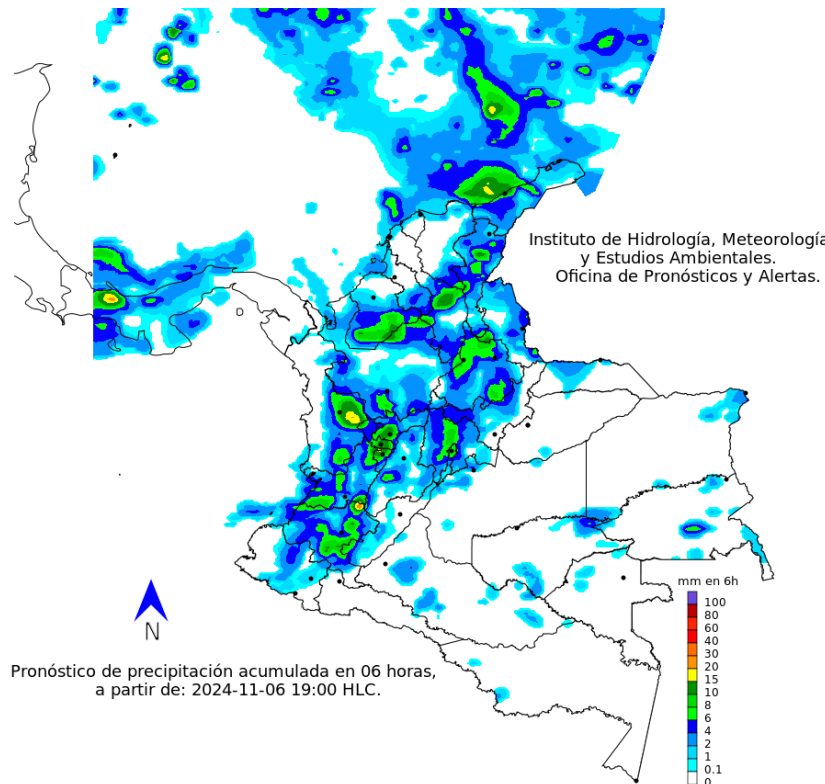 Instituto de Hidrología, Meteorología
y Estudios Ambientales.
Oficina de Pronósticos y Alertas.
N
Pronóstico de precipitación acumulada en 06 horas,
a partir de: 2024-11-06 19:00 HLC.
mm en 6h
100
80
60
40
30
20
15
10
8
6
4
2
1
0.1
0